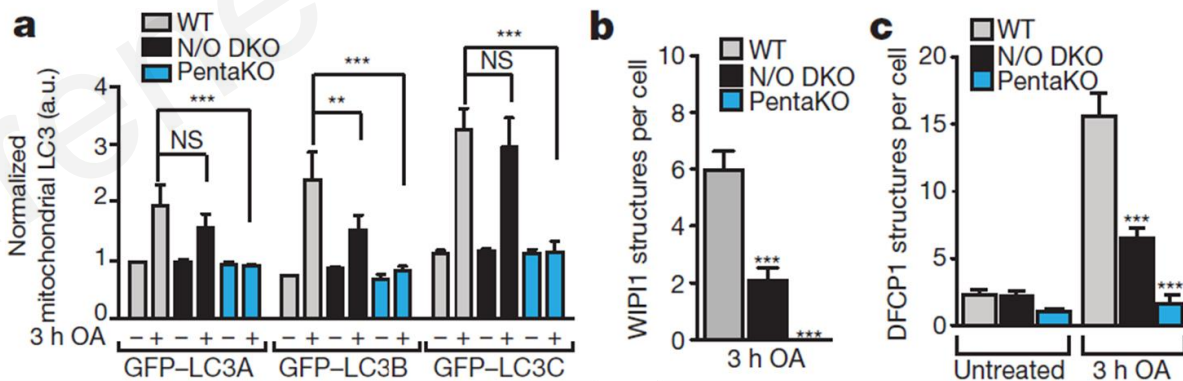 a
WT
N/O DKO
PentaKO
Normalized
mitochondrial LC3 (a.u.)
4
3
2
1
0
***
NS
***
**
***
NS
3 h OA
– + – + – + – + – + – + – + – + – +
GFP–LC3A GFP–LC3B GFP–LC3C
b
WT
N/O DKO
PentaKO
WIPI1 structures per cell
10
8
6
4
2
0
***
***
3 h OA
c
WT
N/O DKO
PentaKO
DFCP1 structures per cell
20
15
10
5
0
***
***
Untreated 3 h OA